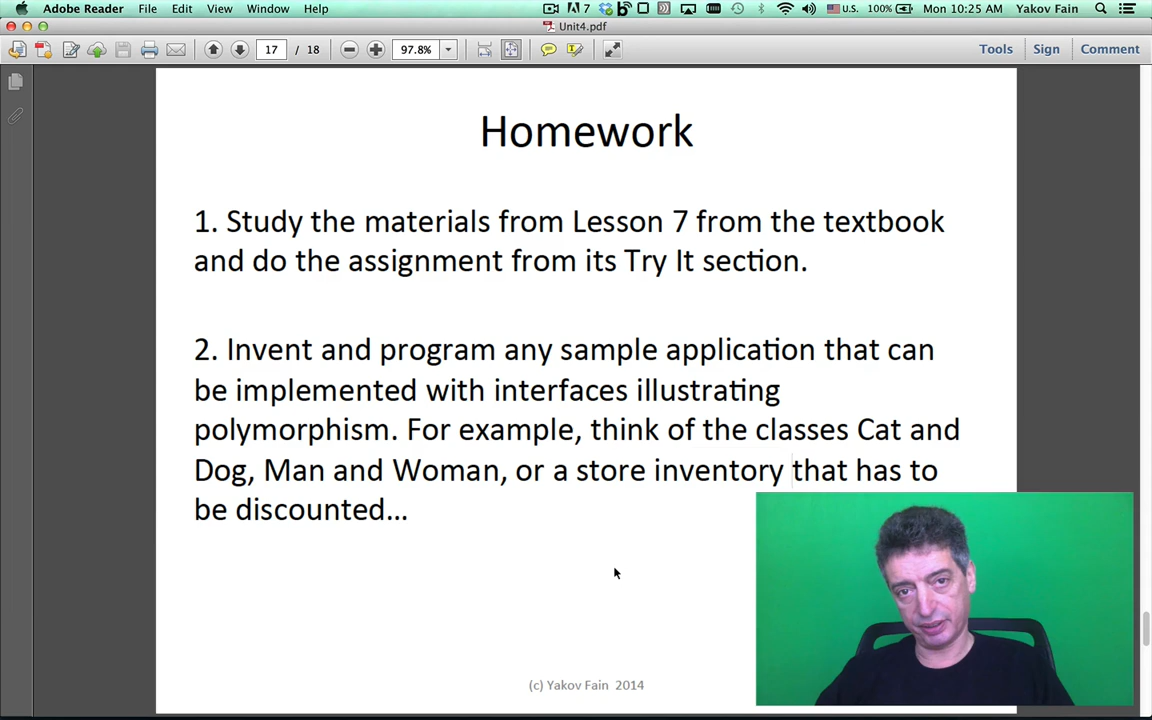 Adobe Reader File Edit View Window Help 7 U.S. 100% Mon 10:25 AM Yakov Fain
Unit4.pdf
17 / 18 97.8% Tools Sign Comment
Homework
1. Study the materials from Lesson 7 from the textbook
and do the assignment from its Try It section.
2. Invent and program any sample application that can
be implemented with interfaces illustrating
polymorphism. For example, think of the classes Cat and
Dog, Man and Woman, or a store inventory that has to
be discounted...
(c) Yakov Fain 2014